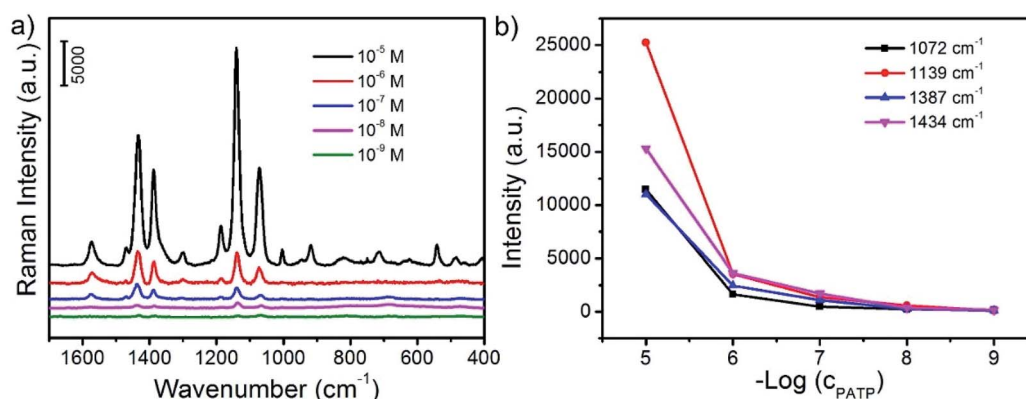 a)
5000
10⁻⁵ M
10⁻⁶ M
10⁻⁷ M
10⁻⁸ M
10⁻⁹ M
Raman Intensity (a.u.)
1600 1400 1200 1000 800 600 400
Wavenumber (cm⁻¹)
b)
1072 cm⁻¹
1139 cm⁻¹
1387 cm⁻¹
1434 cm⁻¹
Intensity (a.u.)
25000
20000
15000
10000
5000
0
5 6 7 8 9
-Log (c_PATP)